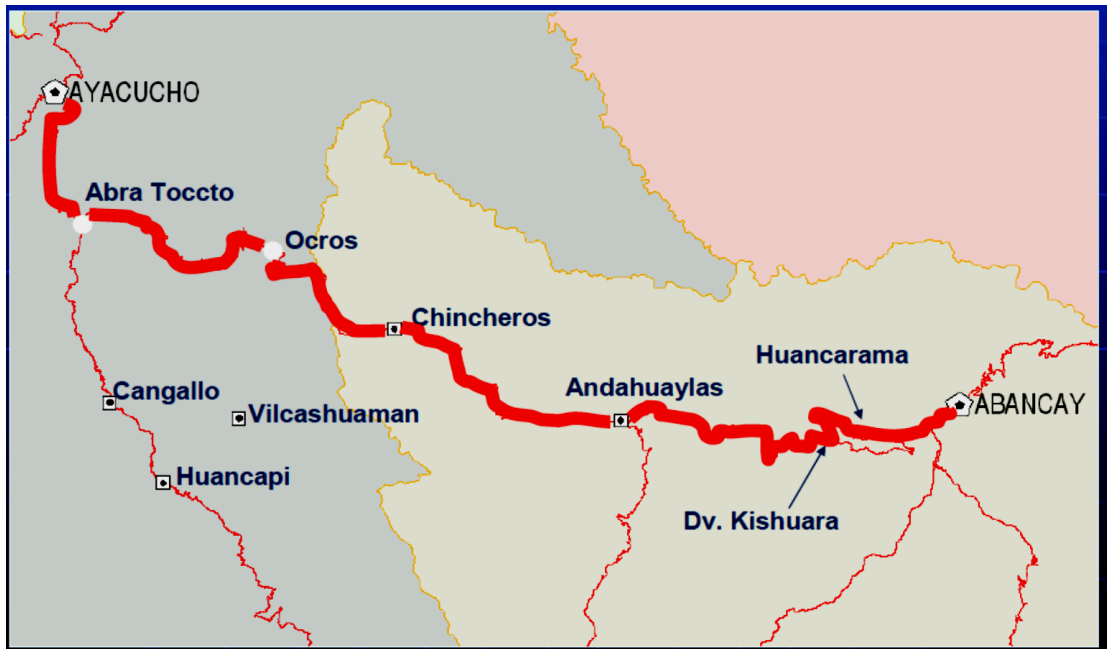 AYACUCHO
Abra Toccto
Ocros
Chincheros
Huancarama
Andahuaylas
Cangallo
Vilcashuaman
ABANCAY
Huancapi
Dv. Kishuara